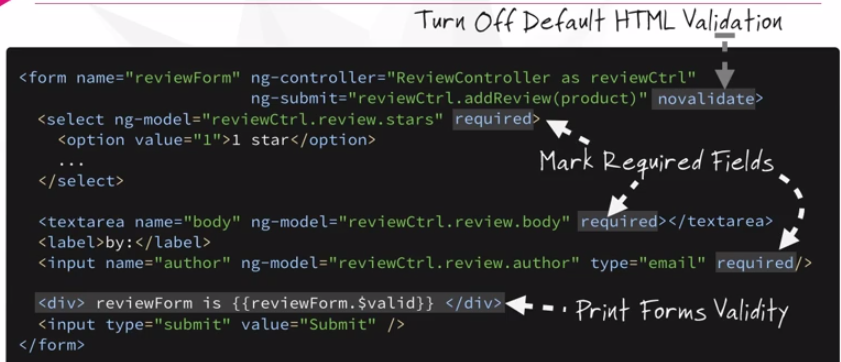 Turn Off Default HTML Validation
<form name="reviewForm" ng-controller="ReviewController as reviewCtrl"
ng-submit="reviewCtrl.addReview(product)" novalidate>
<select ng-model="reviewCtrl.review.stars" required>
<option value="1">1 star</option>
...
Mark Required Fields
</select>
<textarea name="body" ng-model="reviewCtrl.review.body" required></textarea>
<label>by:</label>
<input name="author" ng-model="reviewCtrl.review.author" type="email" required/>
<div> reviewForm is {{reviewForm.$valid}} </div>
Print Forms Validity
<input type="submit" value="Submit" />
</form>